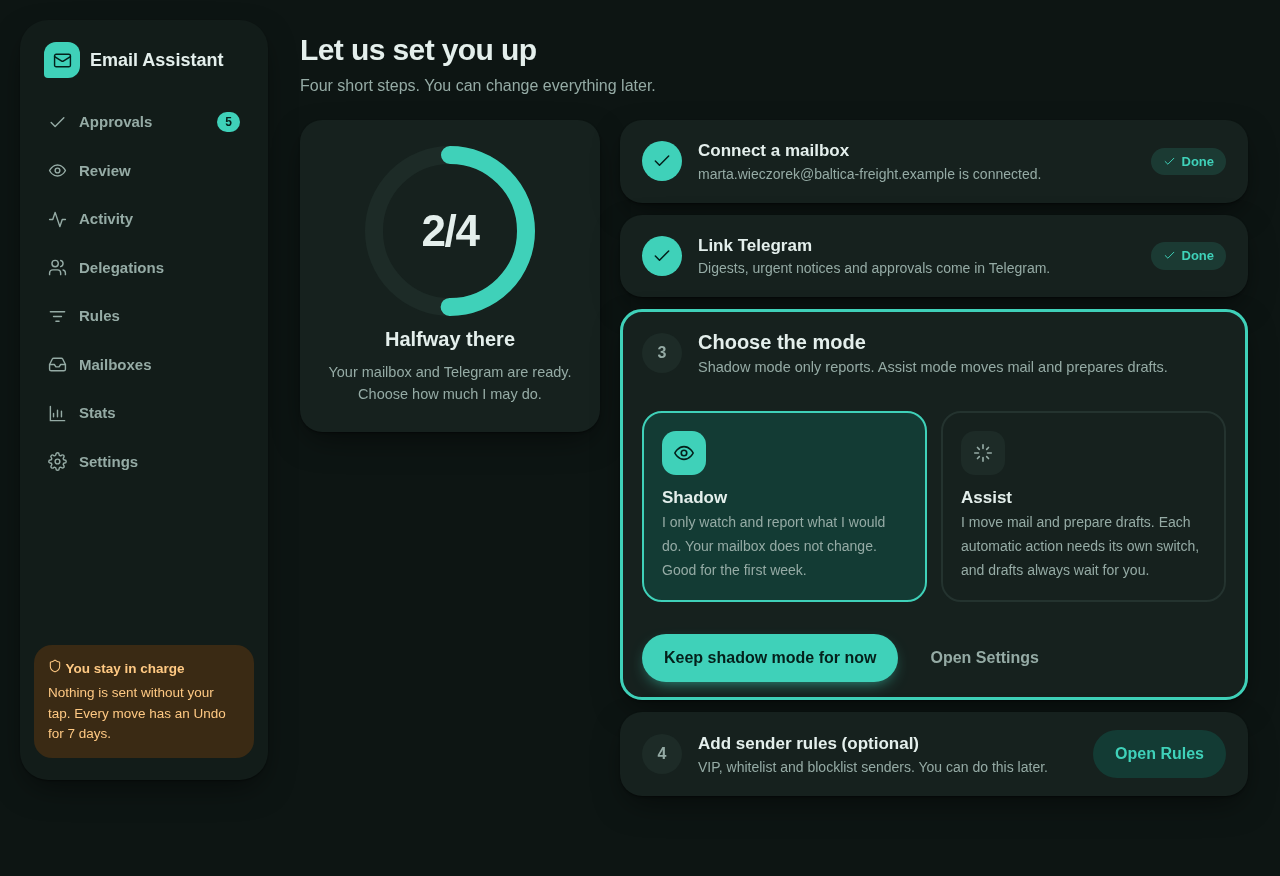 Email Assistant
Approvals
5
Review
Activity
Delegations
Rules
Mailboxes
Stats
Settings
You stay in charge
Nothing is sent without your
tap. Every move has an Undo
for 7 days.
Let us set you up
Four short steps. You can change everything later.
2/4
Halfway there
Your mailbox and Telegram are ready.
Choose how much I may do.
Connect a mailbox
marta.wieczorek@baltica-freight.example is connected.
Done
Link Telegram
Digests, urgent notices and approvals come in Telegram.
Done
3
Choose the mode
Shadow mode only reports. Assist mode moves mail and prepares drafts.
Shadow
I only watch and report what I would
do. Your mailbox does not change.
Good for the first week.
Assist
I move mail and prepare drafts. Each
automatic action needs its own switch,
and drafts always wait for you.
Keep shadow mode for now
Open Settings
4
Add sender rules (optional)
VIP, whitelist and blocklist senders. You can do this later.
Open Rules